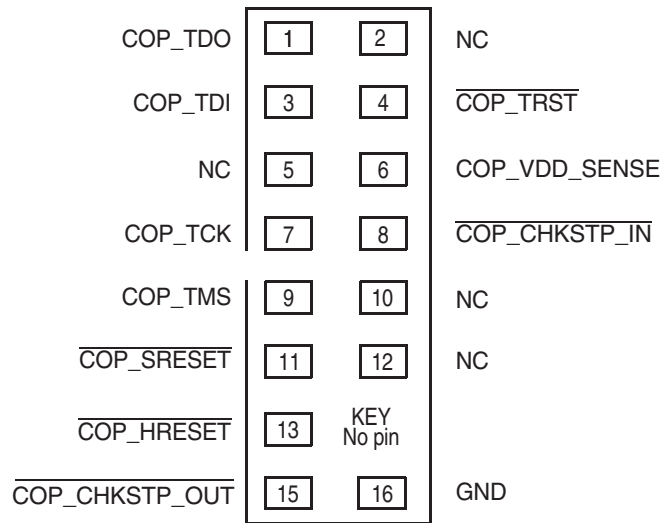 COP_TDO 1 2 NC
COP_TDI 3 4 COP_TRST
NC 5 6 COP_VDD_SENSE
COP_TCK 7 8 COP_CHKSTP_IN
COP_TMS 9 10 NC
COP_SRESET 11 12 NC
COP_HRESET 13 KEY
No pin
COP_CHKSTP_OUT 15 16 GND